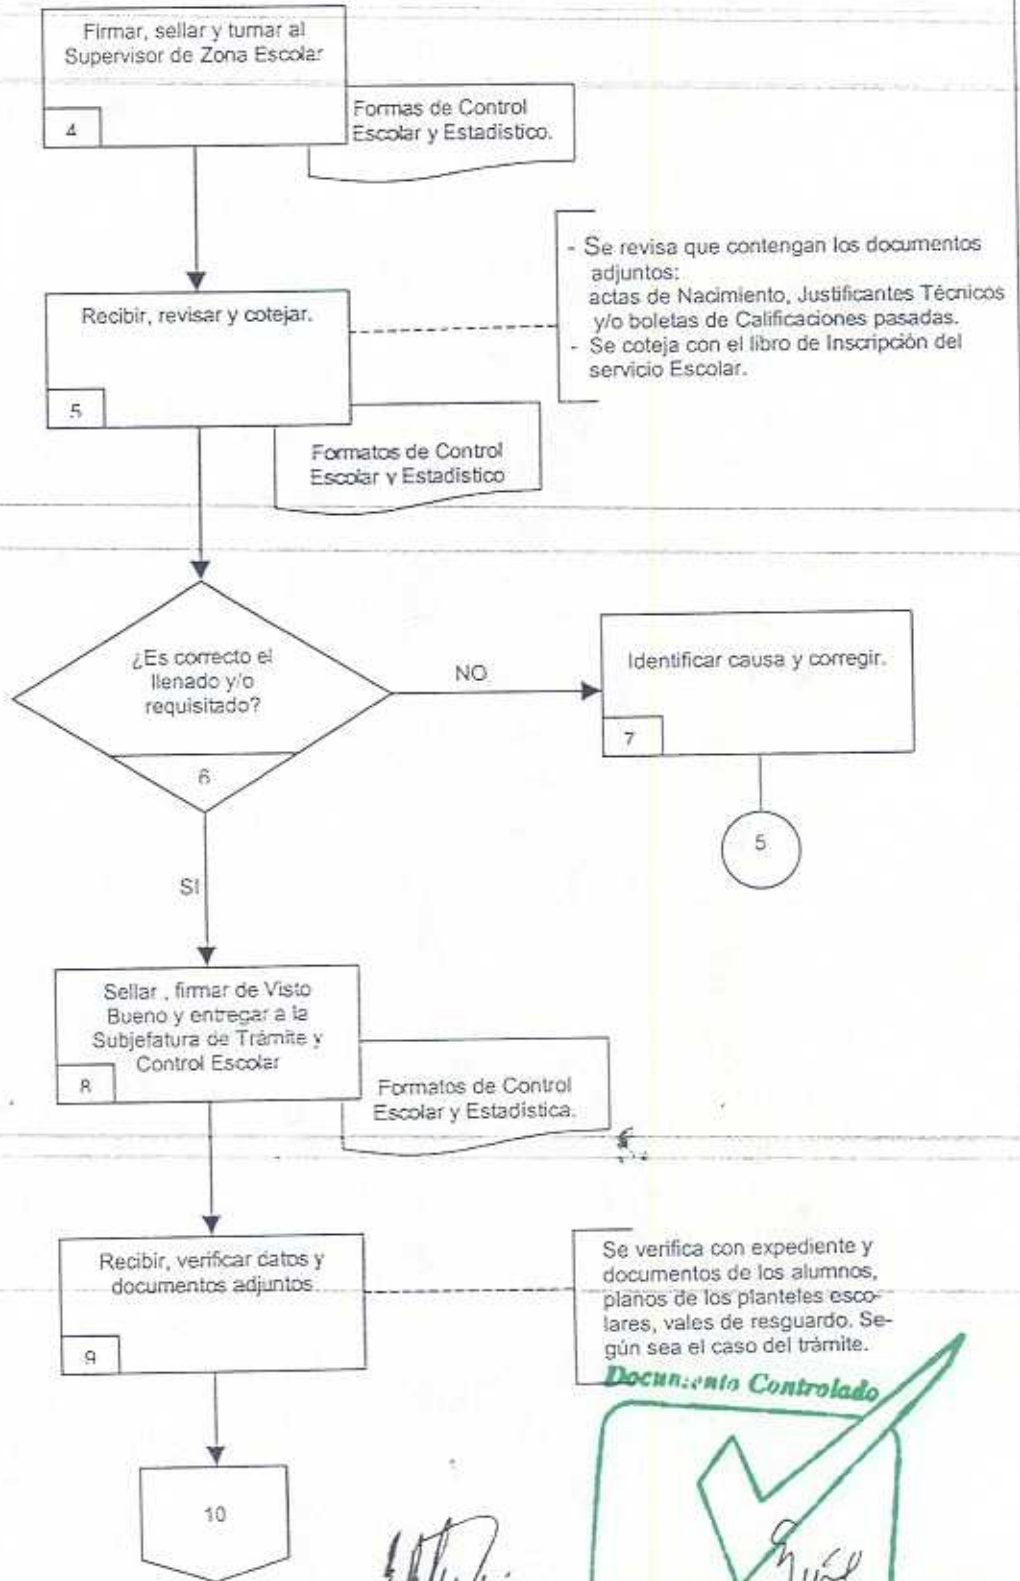 Firmar, sellar y turnar al
Supervisor de Zona Escolar
4
Formas de Control
Escolar y Estadístico.
Recibir, revisar y cotejar.
5
- Se revisa que contengan los documentos
adjuntos:
actas de Nacimiento, Justificantes Técnicos
y/o boletas de Calificaciones pasadas.
- Se coteja con el libro de Inscripción del
servicio Escolar.
Formatos de Control
Escolar y Estadístico
¿Es correcto el
llenado y/o
requisitado?
6
NO
Identificar causa y corregir.
7
5
SI
Sellar , firmar de Visto
Bueno y entregar a la
Subjefatura de Trámite y
Control Escolar
8
Formatos de Control
Escolar y Estadística.
Recibir, verificar datos y
documentos adjuntos
9
Se verifica con expediente y
documentos de los alumnos,
planos de los planteles esco-
lares, vales de resguardo. Se-
gún sea el caso del trámite.
Documento Controlado
10